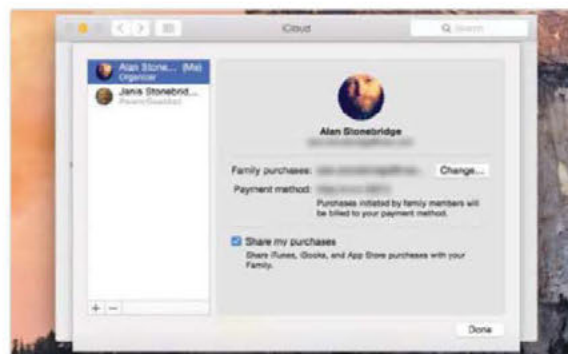 iCloud
Search
Alan Stone... (Me)
Organizer
Janis Stonebrid...
Parent/Guardian
Alan Stonebridge
Family purchases:
Change...
Payment method:
Purchases initiated by family members will
be billed to your payment method.
Share my purchases
Share iTunes, iBooks, and App Store purchases with your
Family.
+ −
Done